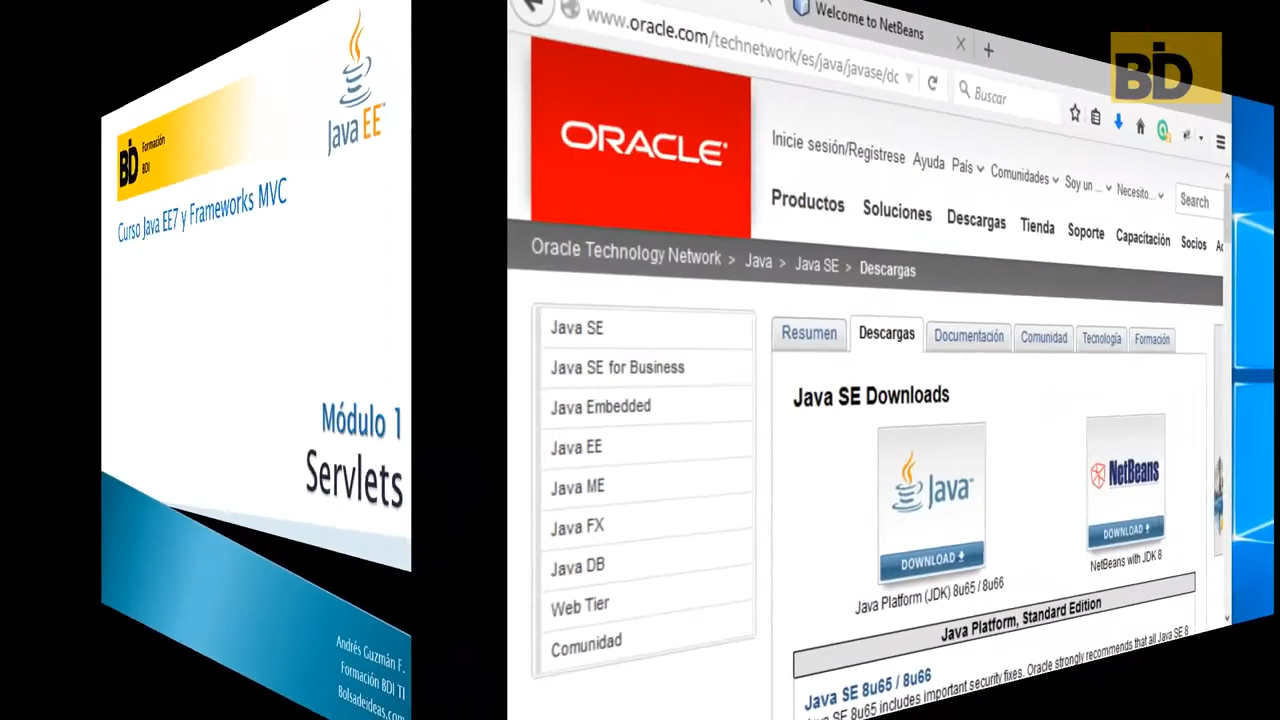 Java EE™
BD Formación
BDI
Curso Java EE7 y Frameworks MVC
Módulo 1
Servlets
Andrés Guzmán F.
Formación BDI TI
Bolsadeideas.com
Welcome to NetBeans
www.oracle.com/technetwork/es/java/javase/dc
Buscar
BD
ORACLE®
Inicie sesión/Regístrese Ayuda País Comunidades Soy un ... Necesito...
Search
Productos Soluciones Descargas Tienda Soporte Capacitación Socios Ac
Oracle Technology Network > Java > Java SE > Descargas
Java SE
Java SE for Business
Java Embedded
Java EE
Java ME
Java FX
Java DB
Web Tier
Comunidad
Resumen Descargas Documentación Comunidad Tecnología Formación
Java SE Downloads
Java™
DOWNLOAD
Java Platform (JDK) 8u65 / 8u66
NetBeans
DOWNLOAD
NetBeans with JDK 8
Java Platform, Standard Edition
Java SE 8u65 / 8u66
Java SE 8u65 includes important security fixes. Oracle strongly recommends that all Java SE 8